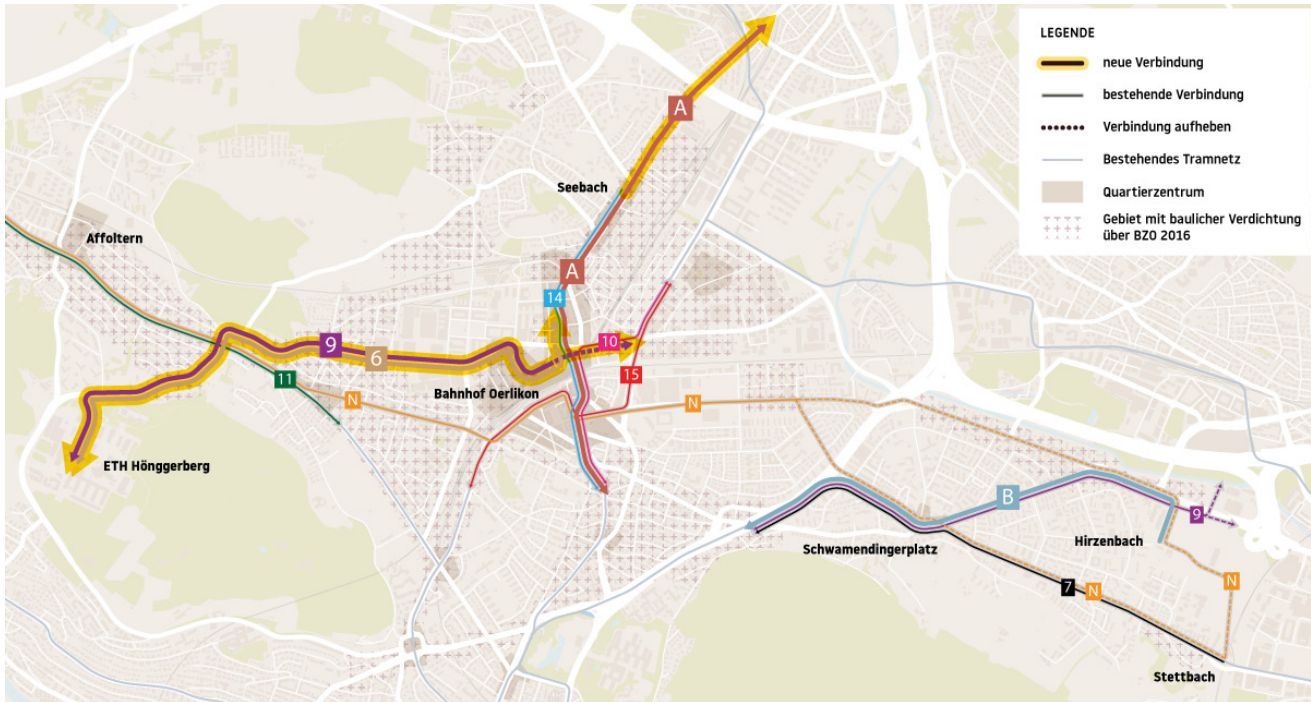 LEGENDE
neue Verbindung
bestehende Verbindung
Verbindung aufheben
Bestehendes Tramnetz
Quartierzentrum
Gebiet mit baulicher Verdichtung
über BZO 2016
A
Seebach
Affoltern
A
14
9
6
10
11
15
Bahnhof Oerlikon
N
N
ETH Hönggerberg
B
9
Schwamendingerplatz
Hirzenbach
7
N
N
Stettbach